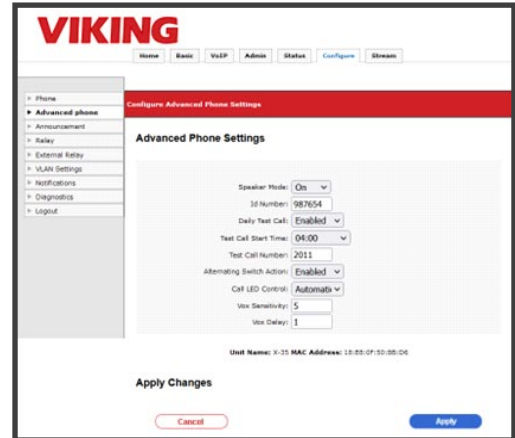 VIKING
Home Basic VoIP Admin Status Configure Stream
Phone
Advanced phone
Announcement
Relay
External Relay
VLAN Settings
Notifications
Diagnostics
Logout
Configure Advanced Phone Settings
Advanced Phone Settings
Speaker Mode: On
Id Number: 987654
Daily Test Call: Enabled
Test Call Start Time: 04:00
Test Call Number: 2011
Alternating Switch Action: Enabled
Call LED Control: Automatic
Vox Sensitivity: 5
Vox Delay: 1
Unit Name: X-35 MAC Address: 18:E8:0F:50:8B:D6
Apply Changes
Cancel Apply